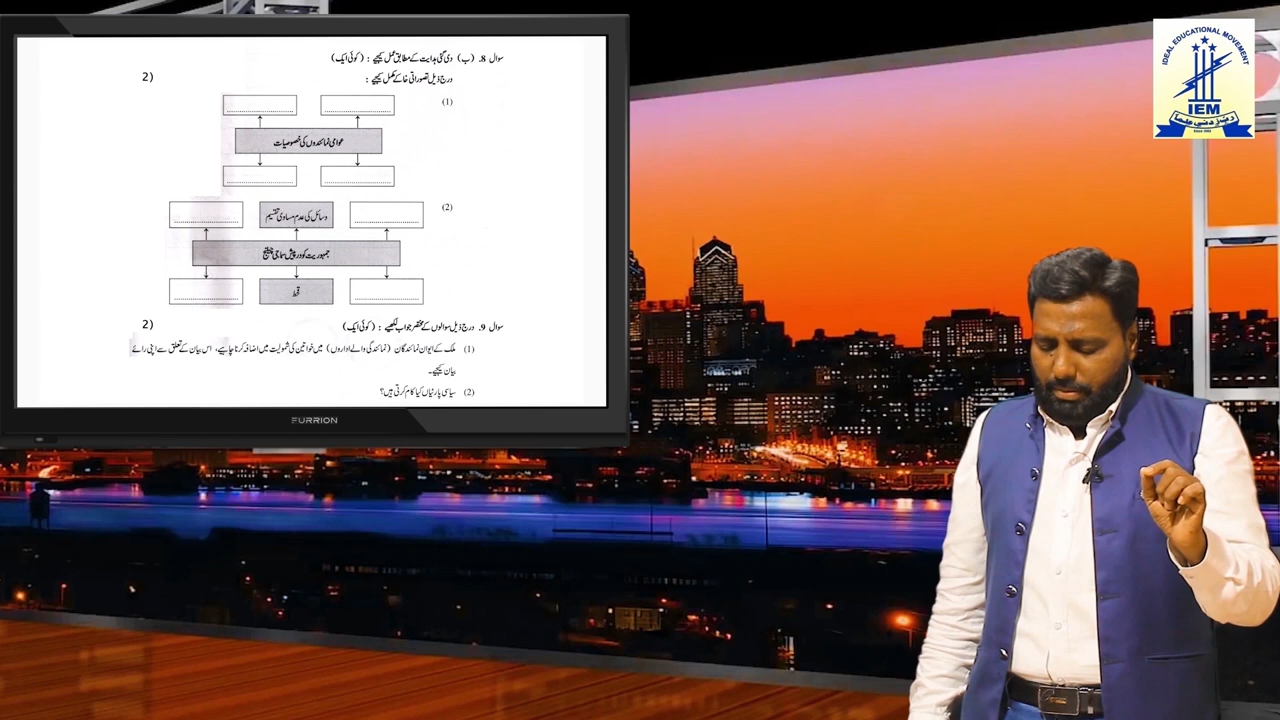 سوال 8. (ب) دی گئی ہدایت کے مطابق عمل کیجیے : (کوئی ایک)
2)
درج ذیل تصوراتی خاکے مکمل کیجیے :
(1)
عوامی نمائندوں کی خصوصیات
(2)
وسائل کی عدم مساوی تقسیم
جمہوریت کو درپیش سماجی چیلنج
قحط
سوال 9. درج ذیل سوالوں کے مختصر جواب لکھیے : (کوئی ایک)
2)
(1) ملک کے ایوان نمائندگان (نمائندگی والے اداروں) میں خواتین کی شمولیت میں اضافہ کرنا چاہیے، اس بیان کے تعلق سے اپنی رائے
بیان کیجیے۔
(2) سیاسی پارٹیاں کیا کام کرتی ہیں؟
FURRION
IDEAL EDUCATIONAL MOVEMENT
IEM
رب زدنی علما